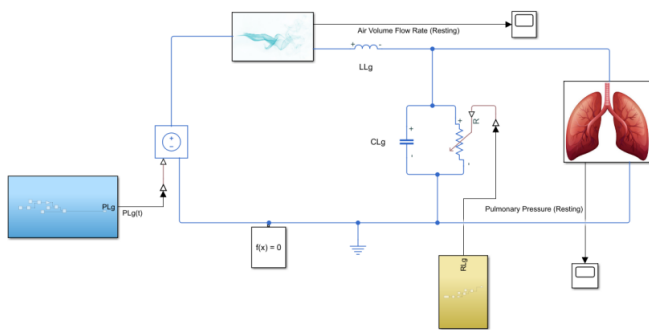 Air Volume Flow Rate (Resting)
+
LLg
+
-
CLg
+
-
+
-
R
PLg
PLg(t)
Pulmonary Pressure (Resting)
f(x) = 0
RLg